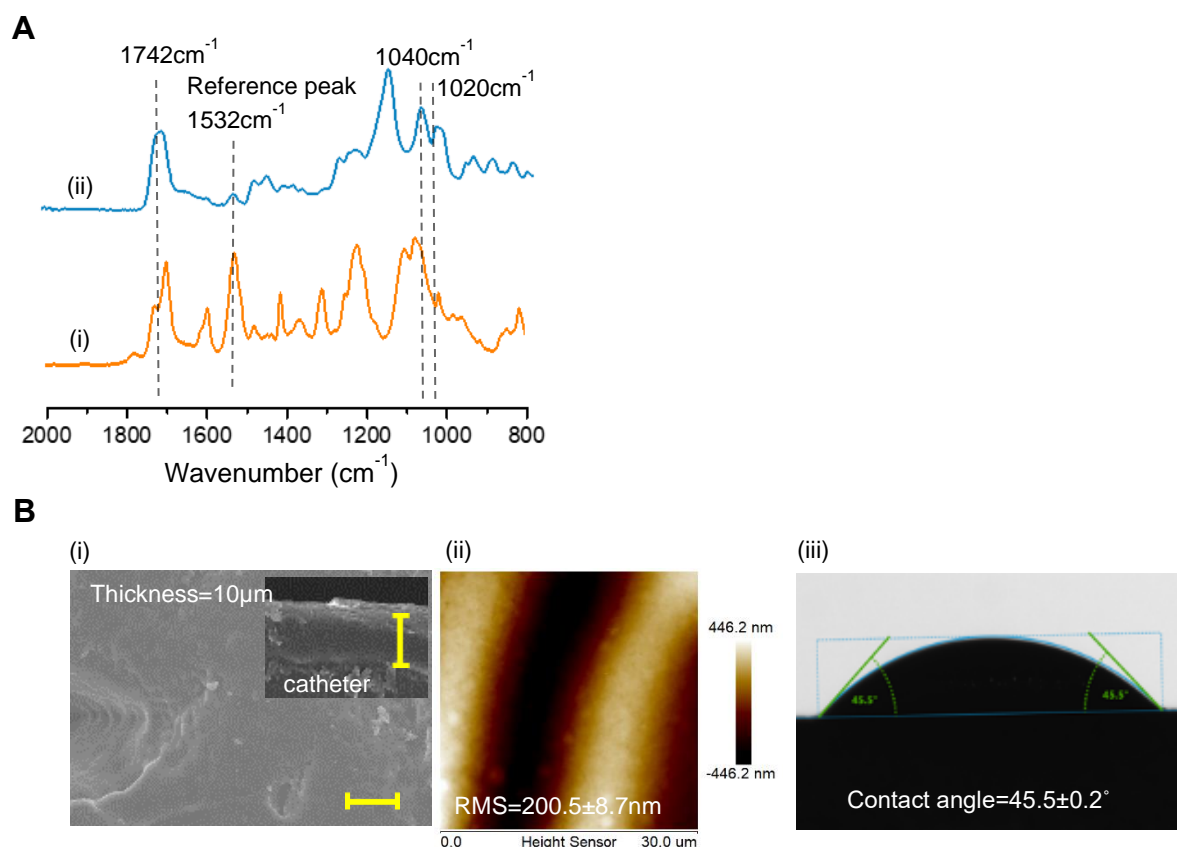 A
1742cm-1
Reference peak
1532cm-1
1040cm-1
1020cm-1
(ii)
(i)
2000 1800 1600 1400 1200 1000 800
Wavenumber (cm-1)
B
(i)
Thickness=10μm
catheter
(ii)
446.2 nm
-446.2 nm
RMS=200.5±8.7nm
0.0 Height Sensor 30.0 um
(iii)
45.5° 45.5°
Contact angle=45.5±0.2°